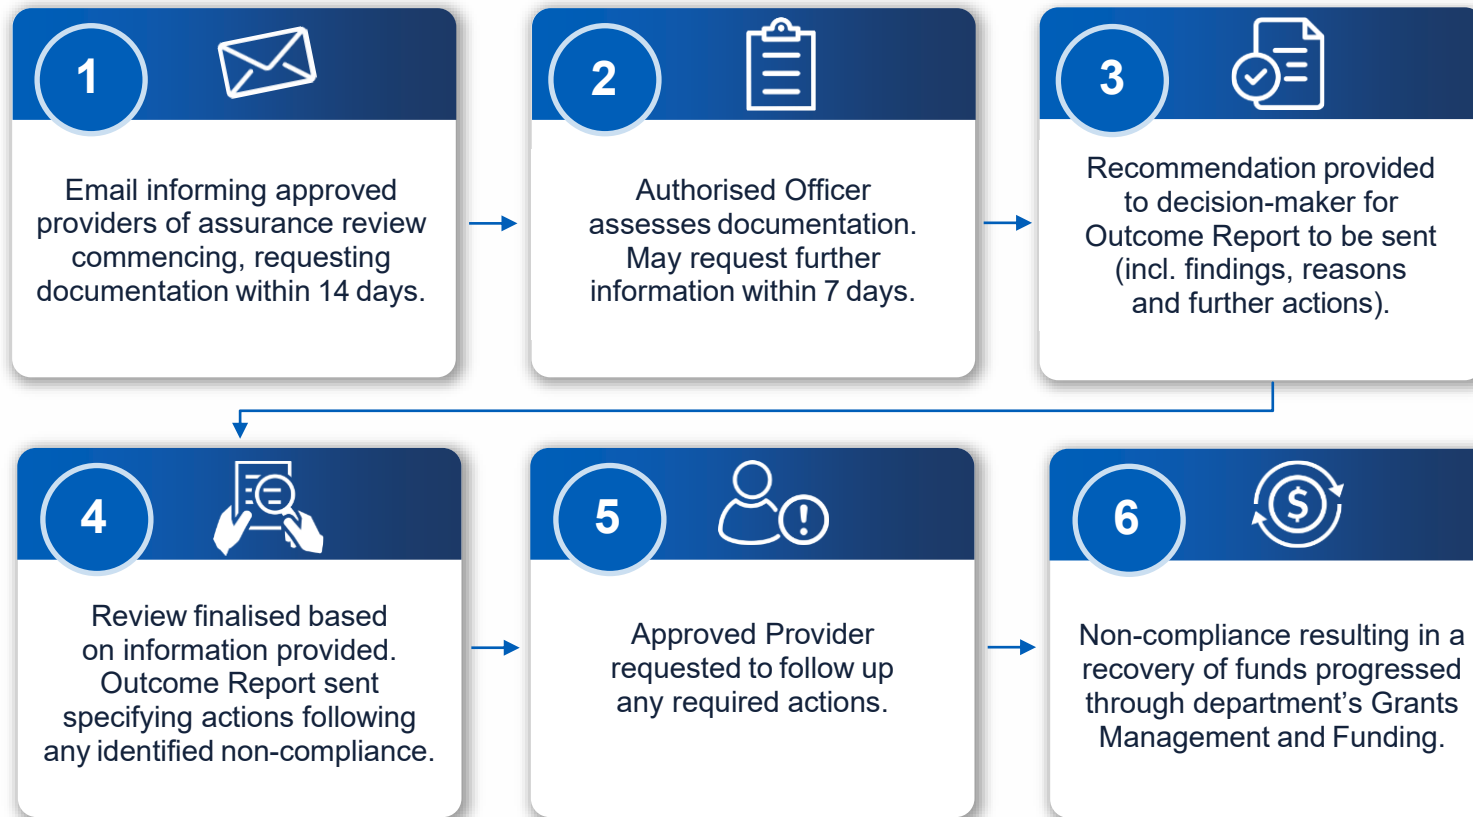 1
Email informing approved
providers of assurance review
commencing, requesting
documentation within 14 days.
2
Authorised Officer
assesses documentation.
May request further
information within 7 days.
3
Recommendation provided
to decision-maker for
Outcome Report to be sent
(incl. findings, reasons
and further actions).
4
Review finalised based
on information provided.
Outcome Report sent
specifying actions following
any identified non-compliance.
5
Approved Provider
requested to follow up
any required actions.
6
Non-compliance resulting in a
recovery of funds progressed
through department’s Grants
Management and Funding.